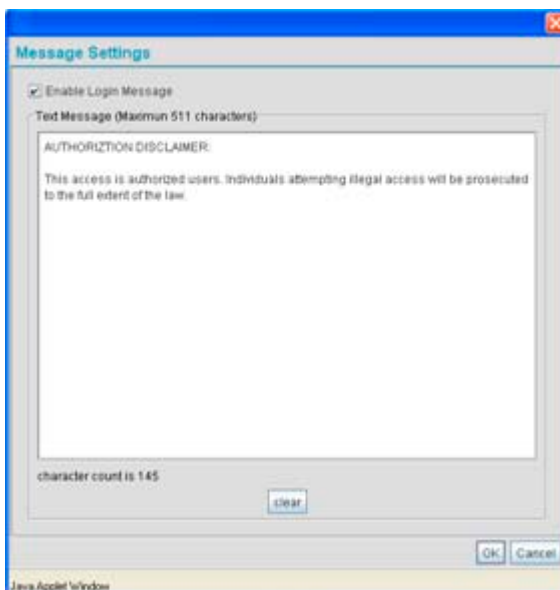 Message Settings
Enable Login Message
Text Message (Maximun 511 characters)
AUTHORIZTION DISCLAIMER:
This access is authorized users. Individuals attempting illegal access will be prosecuted
to the full extent of the law.
character count is 145
clear
OK Cancel
Java Applet Window